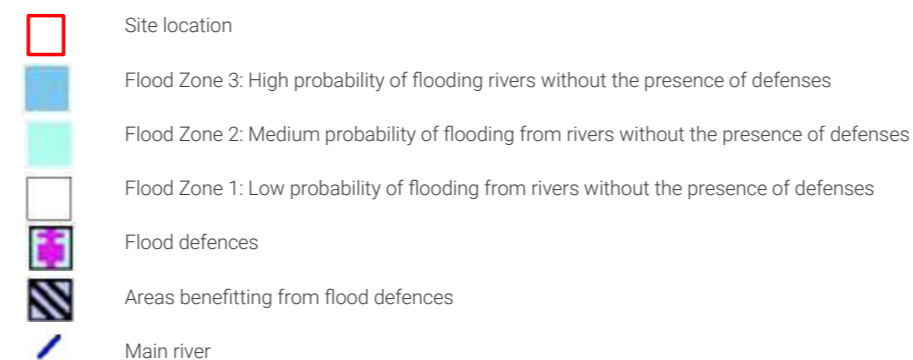 Site location
Flood Zone 3: High probability of flooding rivers without the presence of defenses
Flood Zone 2: Medium probability of flooding from rivers without the presence of defenses
Flood Zone 1: Low probability of flooding from rivers without the presence of defenses
Flood defences
Areas benefitting from flood defences
Main river